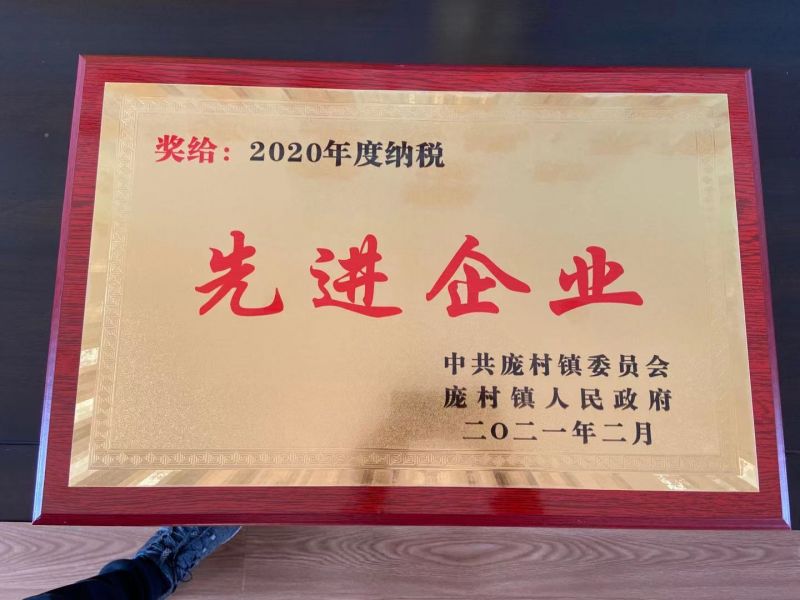 奖给：2020年度纳税
先进企业
中共庞村镇委员会
庞村镇人民政府
二〇二一年二月